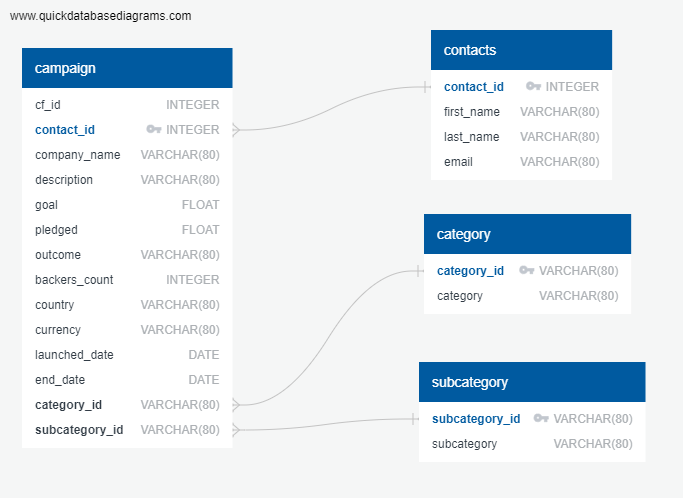 www.quickdatabasediagrams.com
campaign
cf_id INTEGER
contact_id INTEGER
company_name VARCHAR(80)
description VARCHAR(80)
goal FLOAT
pledged FLOAT
outcome VARCHAR(80)
backers_count INTEGER
country VARCHAR(80)
currency VARCHAR(80)
launched_date DATE
end_date DATE
category_id VARCHAR(80)
subcategory_id VARCHAR(80)
contacts
contact_id INTEGER
first_name VARCHAR(80)
last_name VARCHAR(80)
email VARCHAR(80)
category
category_id VARCHAR(80)
category VARCHAR(80)
subcategory
subcategory_id VARCHAR(80)
subcategory VARCHAR(80)